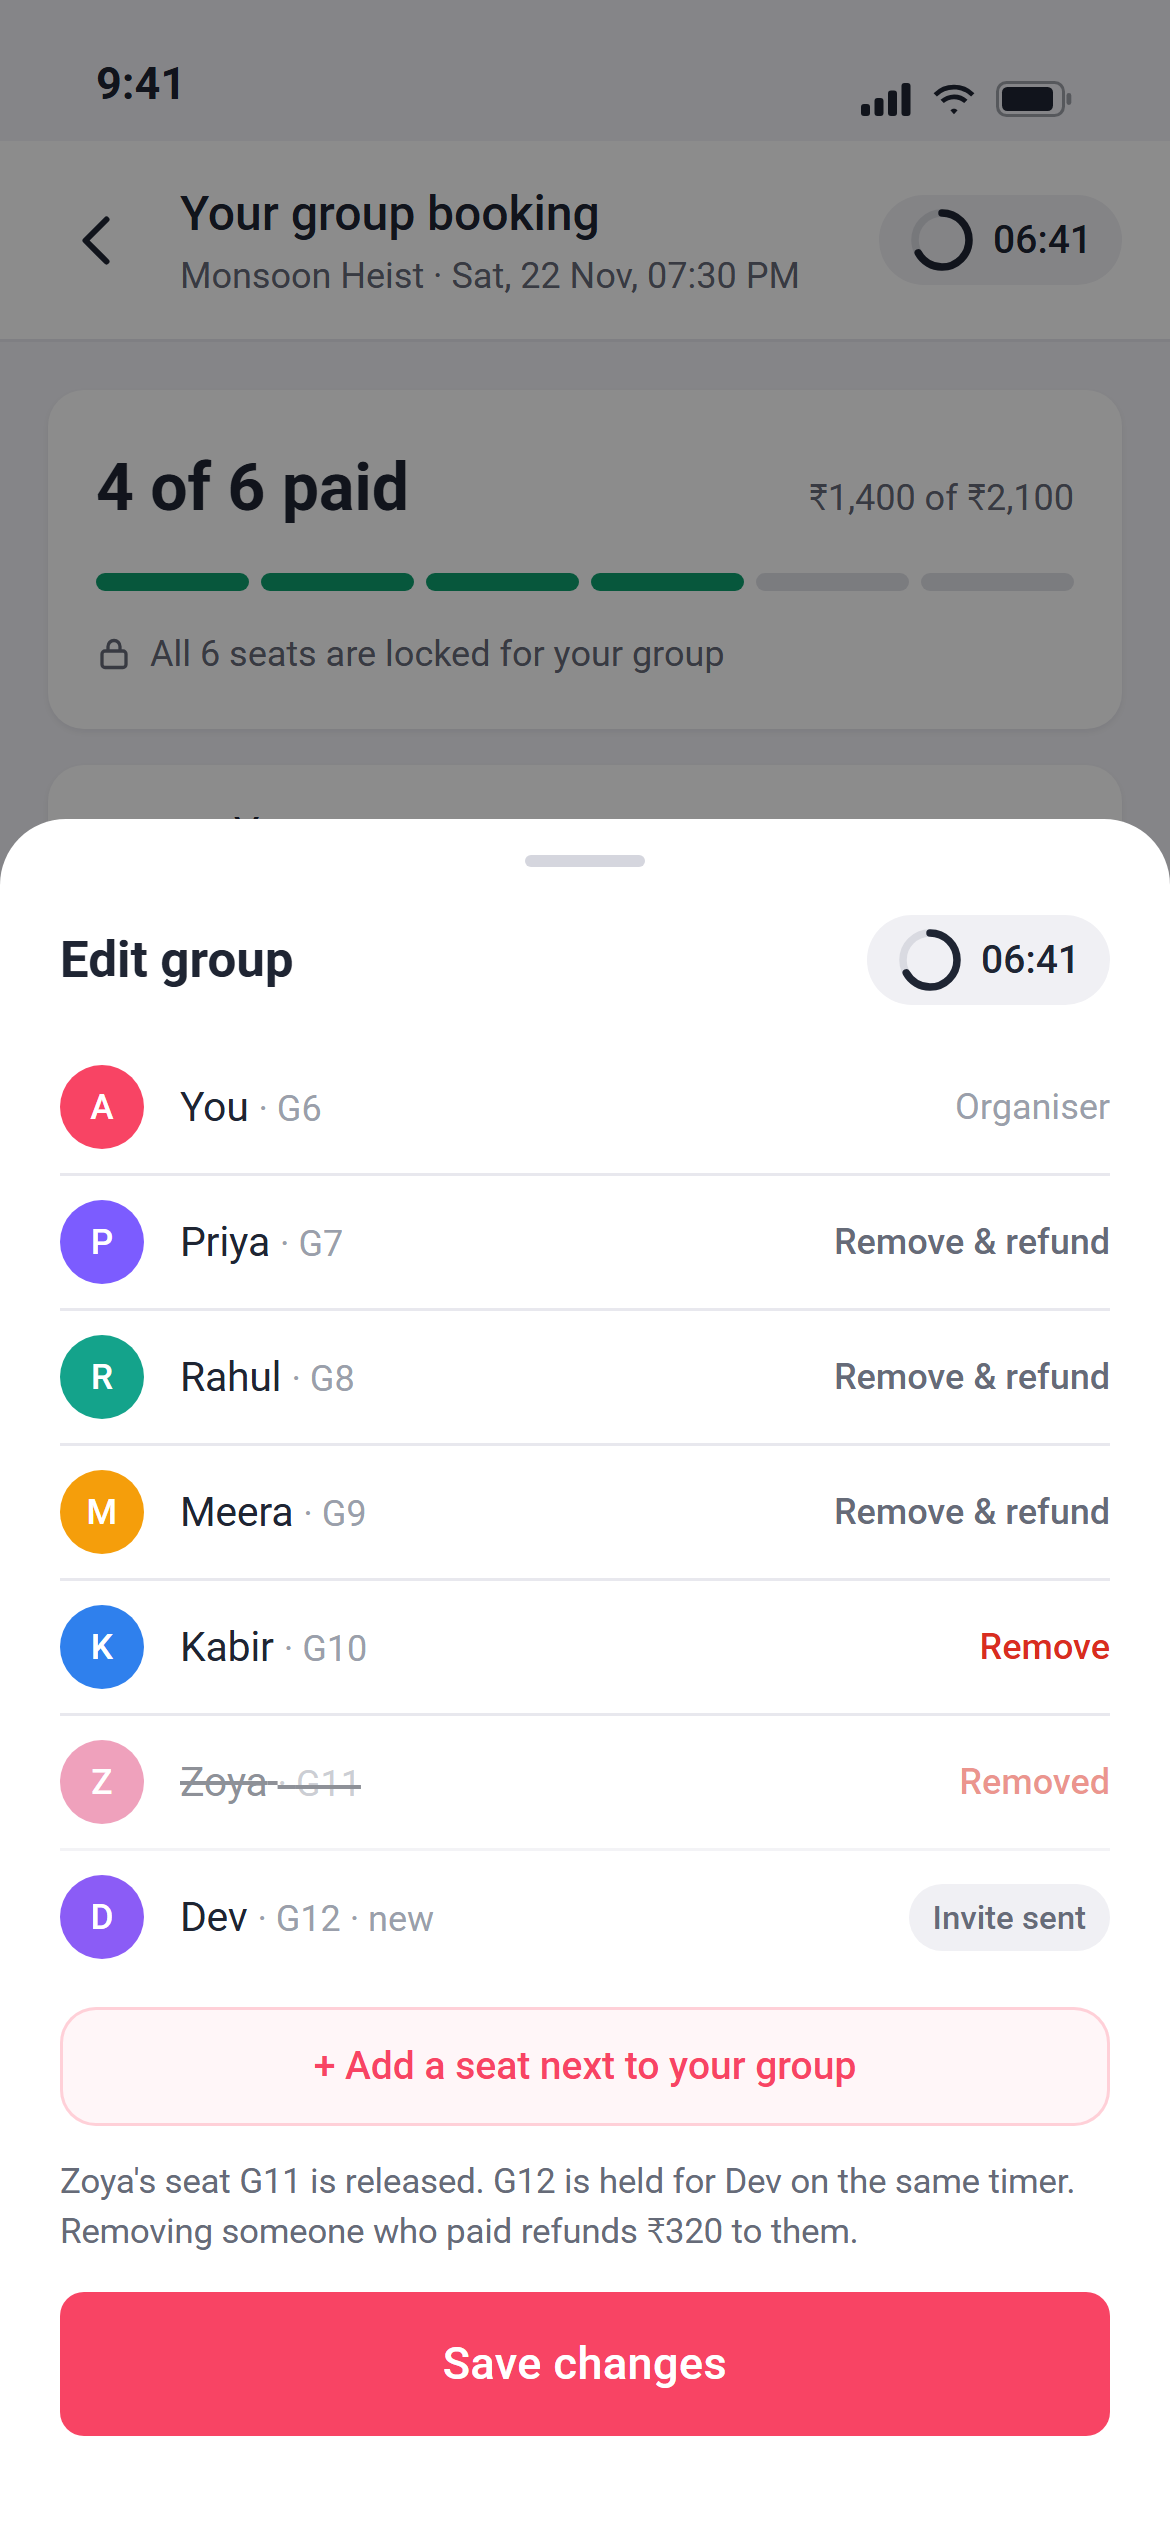 9:41
Your group booking
Monsoon Heist · Sat, 22 Nov, 07:30 PM
06:41
4 of 6 paid
₹1,400 of ₹2,100
All 6 seats are locked for your group
Edit group
06:41
A
You · G6
Organiser
P
Priya · G7
Remove & refund
R
Rahul · G8
Remove & refund
M
Meera · G9
Remove & refund
K
Kabir · G10
Remove
Z
Zoya · G11
Removed
D
Dev · G12 · new
Invite sent
+ Add a seat next to your group
Zoya's seat G11 is released. G12 is held for Dev on the same timer.
Removing someone who paid refunds ₹320 to them.
Save changes